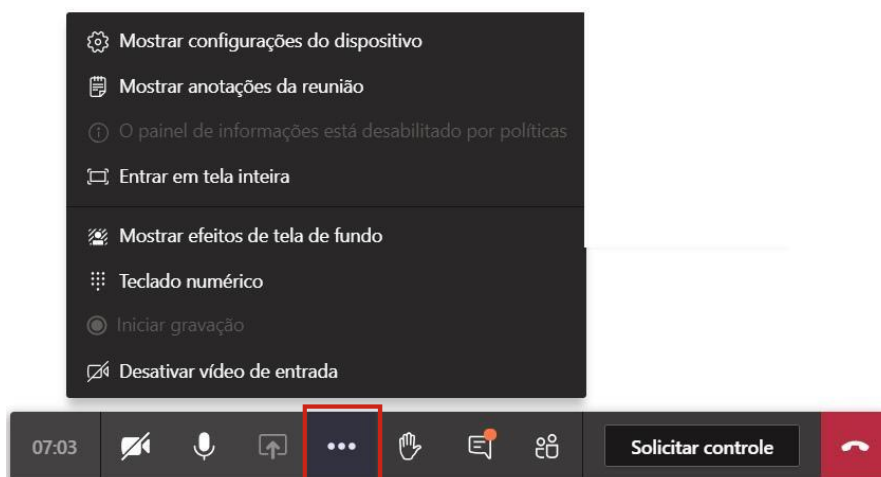 Mostrar configurações do dispositivo
Mostrar anotações da reunião
O painel de informações está desabilitado por políticas
Entrar em tela inteira
Mostrar efeitos de tela de fundo
Teclado numérico
Iniciar gravação
Desativar vídeo de entrada
07:03 Solicitar controle